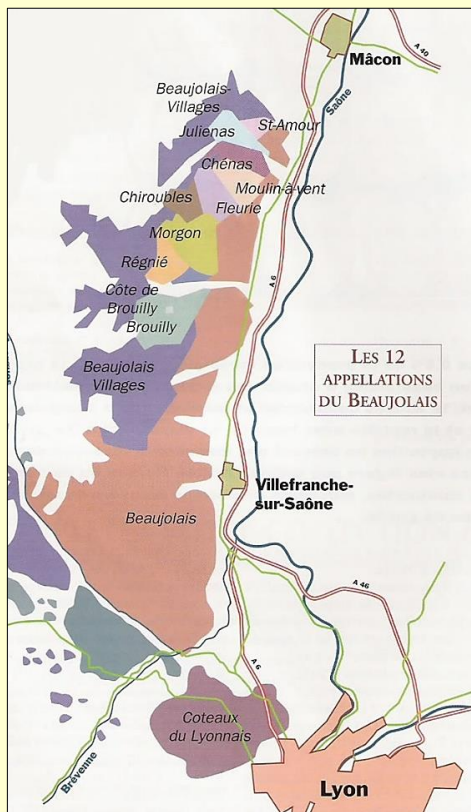 Mâcon
A 40
Saône
Beaujolais-
Villages
Julienas
St-Amour
Chénas
Moulin-à-vent
Chiroubles
Fleurie
Morgon
Régnié
A 6
Côte de
Brouilly
Brouilly
LES 12
APPELLATIONS
DU BEAUJOLAIS
Beaujolais
Villages
Villefranche-
sur-Saône
Beaujolais
A 46
A 6
Coteaux
du Lyonnais
Brévenne
Lyon